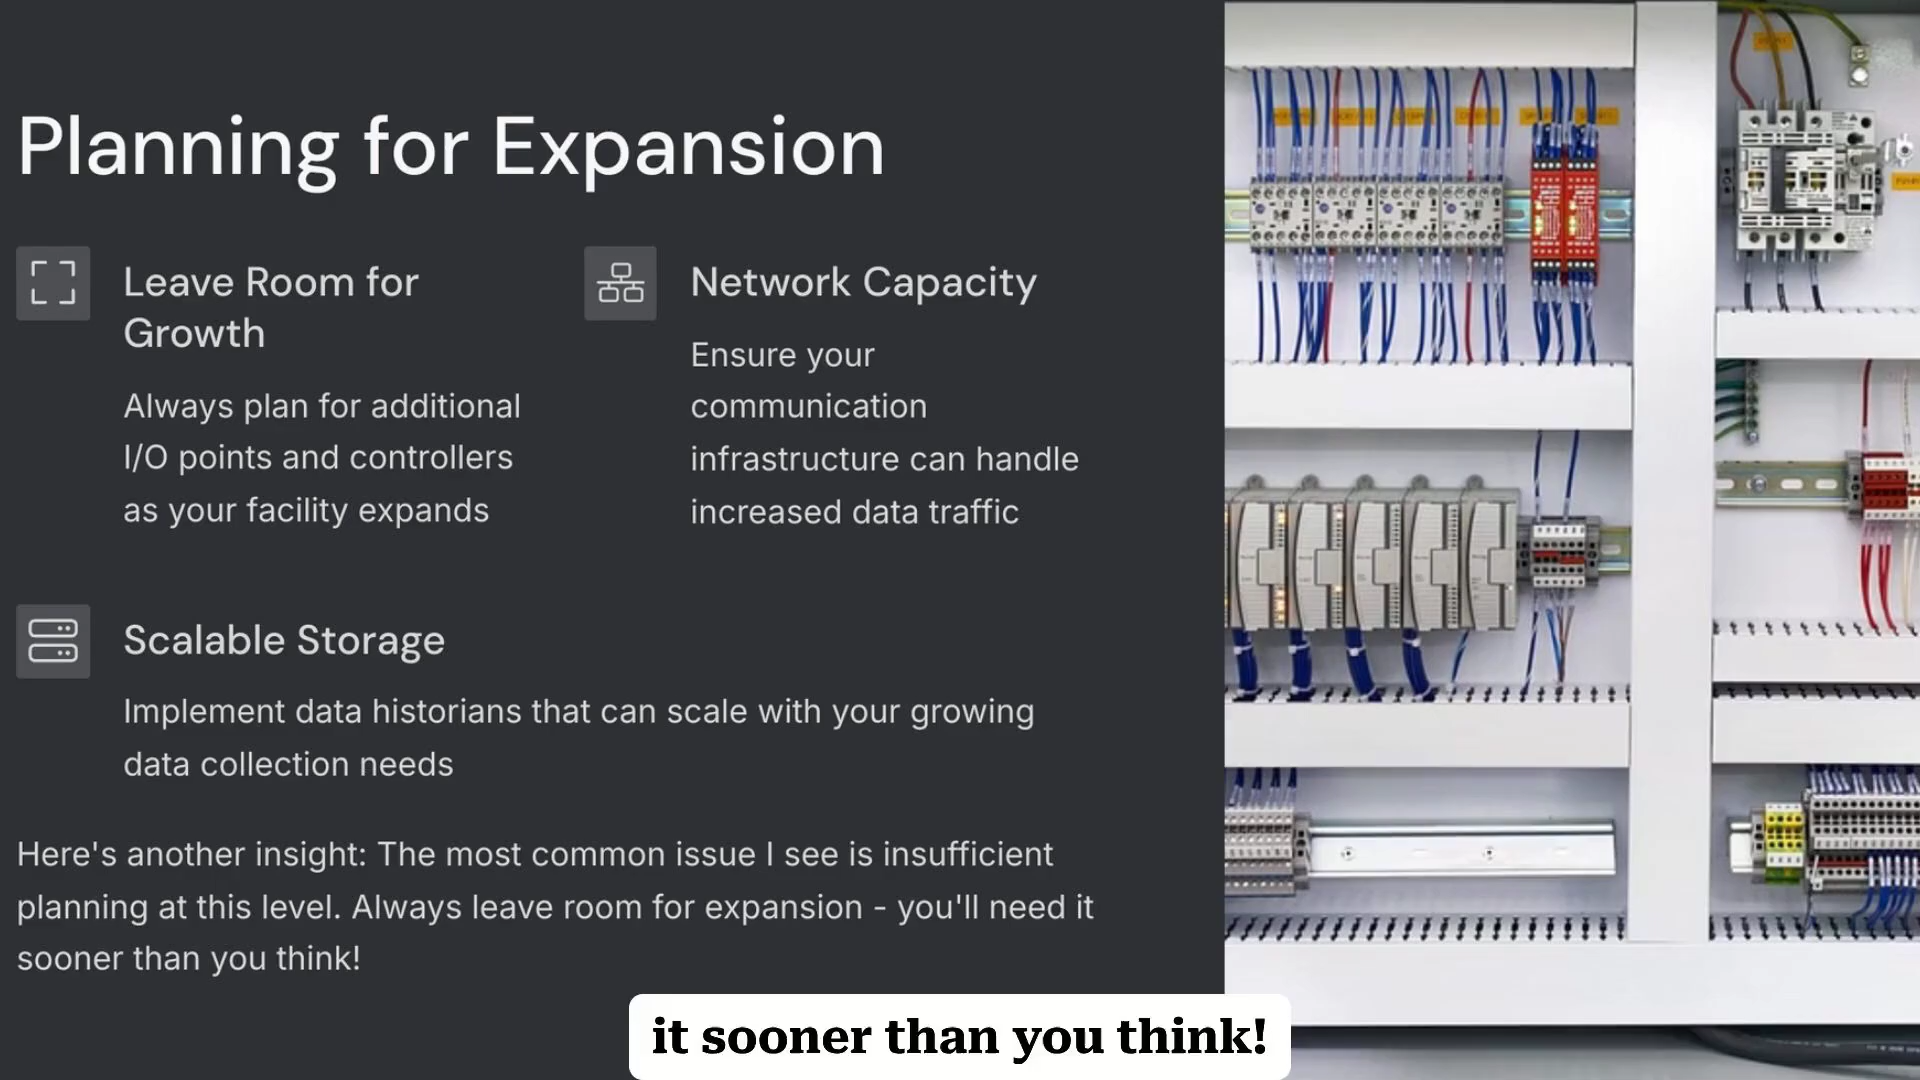 Planning for Expansion
Leave Room for
Growth
Always plan for additional
I/O points and controllers
as your facility expands
Network Capacity
Ensure your
communication
infrastructure can handle
increased data traffic
Scalable Storage
Implement data historians that can scale with your growing
data collection needs
Here's another insight: The most common issue I see is insufficient
planning at this level. Always leave room for expansion - you'll need it
sooner than you think!
it sooner than you think!